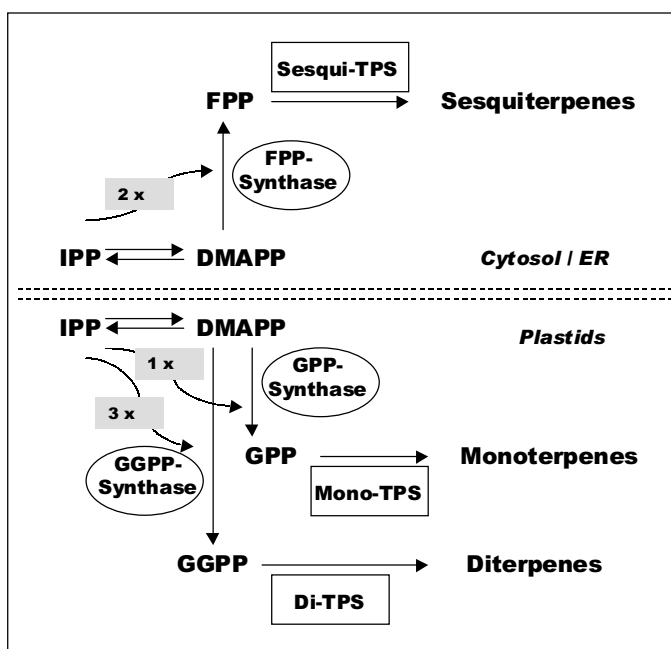 Sesqui-TPS
FPP
Sesquiterpenes
FPP-
Synthase
2 x
IPP
DMAPP
Cytosol / ER
IPP
DMAPP
Plastids
1 x
GPP-
Synthase
3 x
GGPP-
Synthase
GPP
Monoterpenes
Mono-TPS
GGPP
Diterpenes
Di-TPS